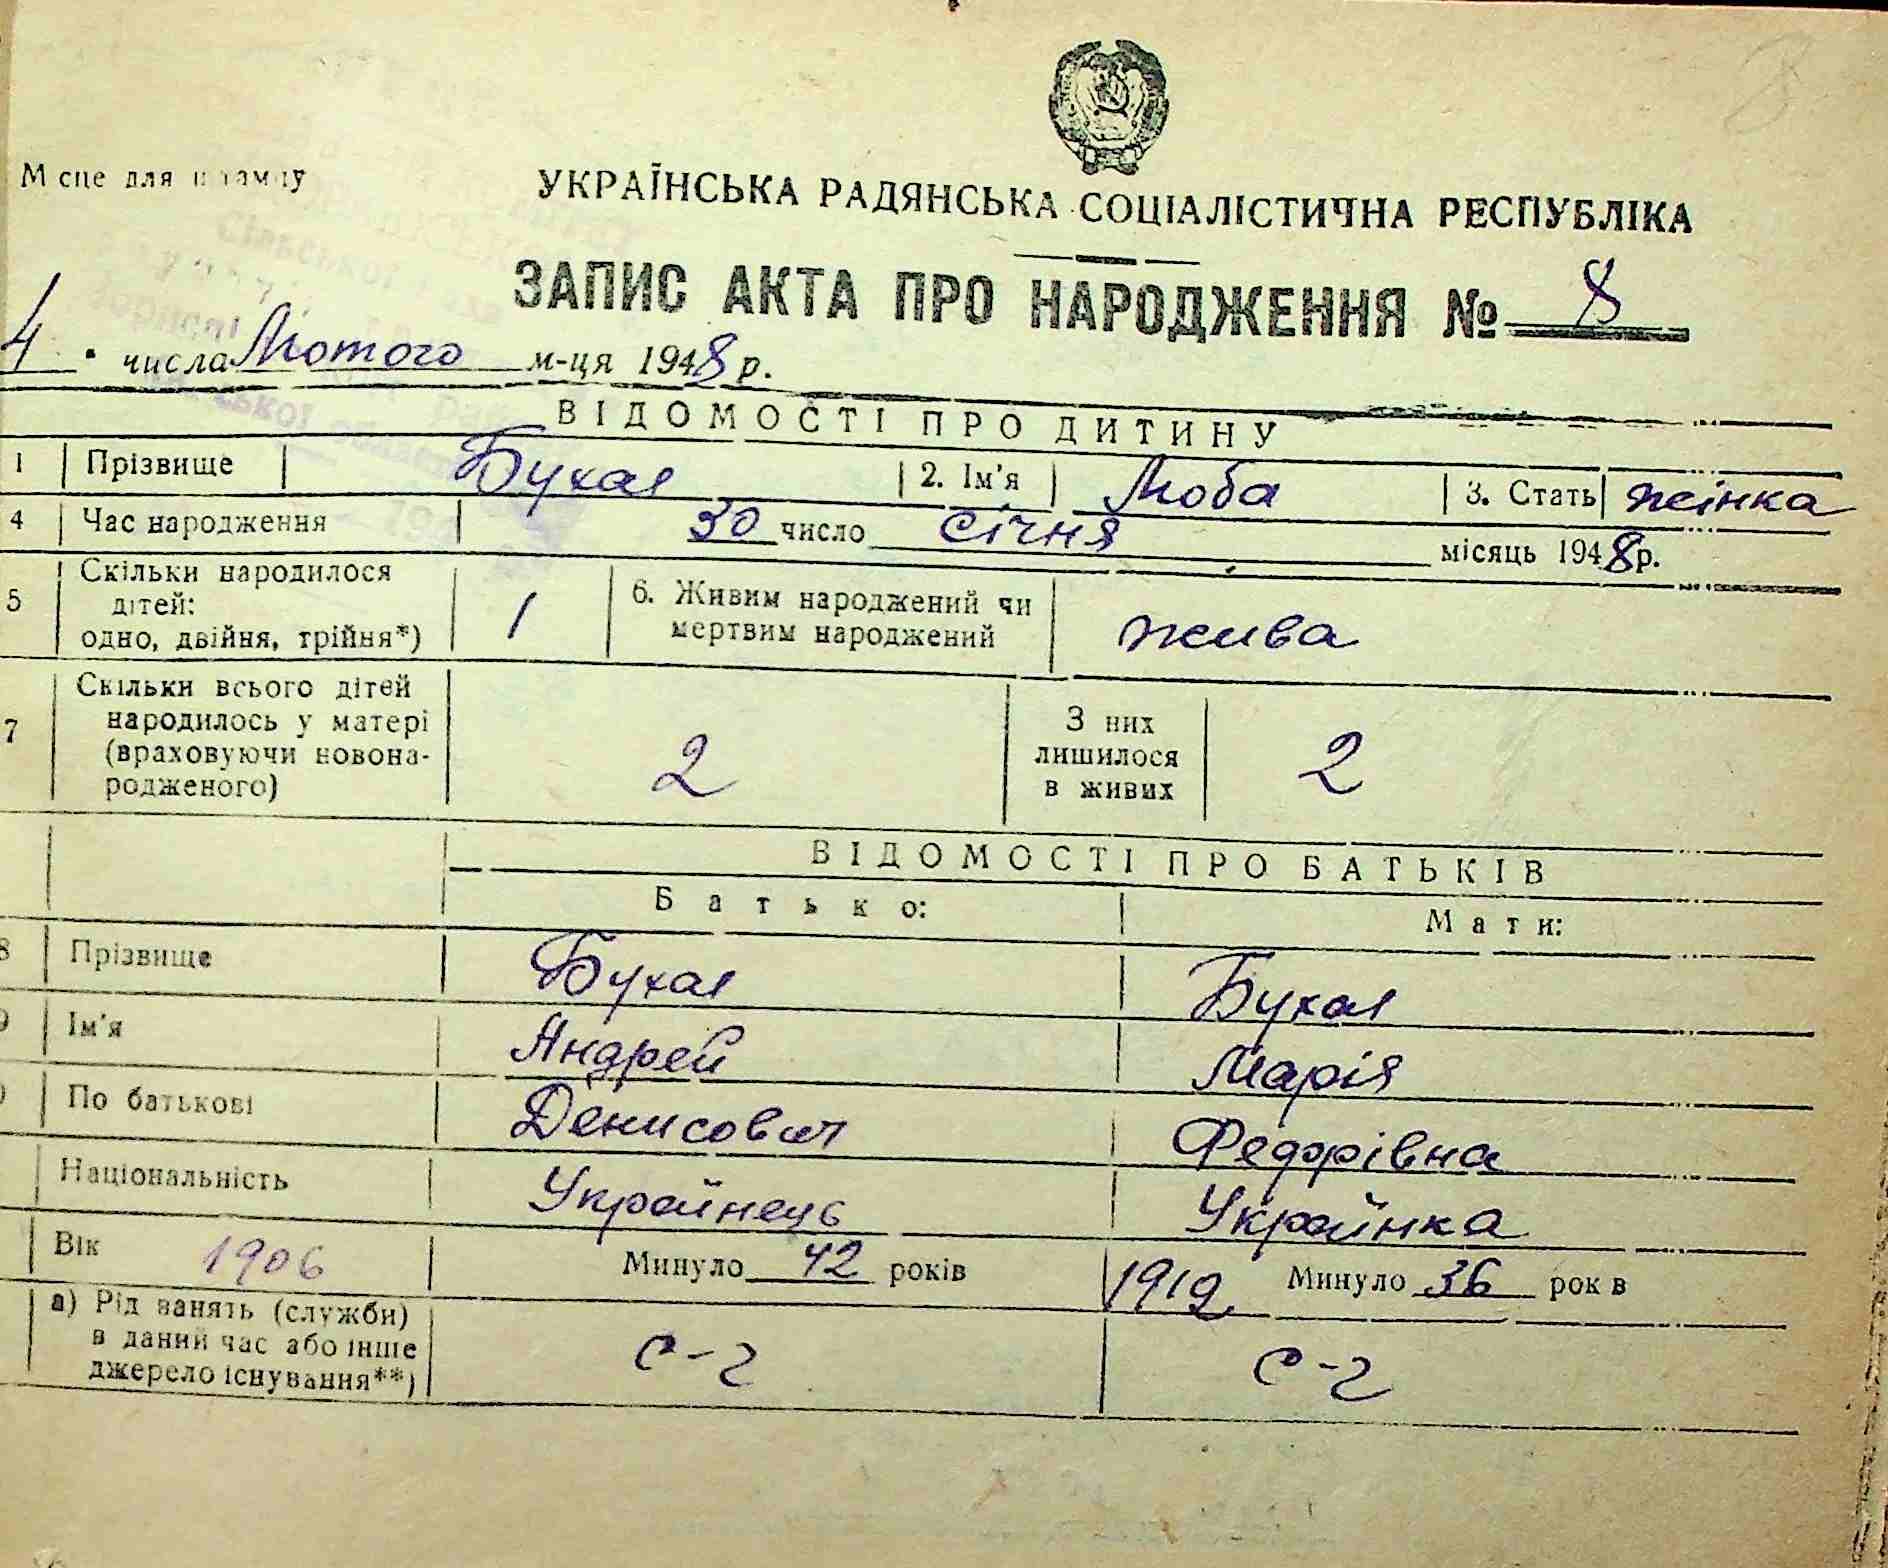 Місце для штампу
УКРАЇНСЬКА РАДЯНСЬКА СОЦІАЛІСТИЧНА РЕСПУБЛІКА
ЗАПИС АКТА ПРО НАРОДЖЕННЯ № 8
4 числа Лютого м-ця 1948 р.
ВІДОМОСТІ ПРО ДИТИНУ
1 Прізвище Бухал 2. Ім'я Люба 3. Стать жінка
4 Час народження 30 число січня місяць 1948 р.
5 Скільки народилося дітей: одно, двійня, трійня*) 1 6. Живим народжений чи мертвим народжений жива
7 Скільки всього дітей народилось у матері (враховуючи новонародженого) 2 З них лишилося в живих 2
ВІДОМОСТІ ПРО БАТЬКІВ
Батько: Мати:
8 Прізвище Бухал Бухал
9 Ім'я Андрей Марія
По батькові Денисович Федорівна
Національність Українець Українка
Вік 1906 Минуло 42 років 1912 Минуло 36 рок в
а) Рід занять (служби) в даний час або інше джерело існування**) с-г с-г